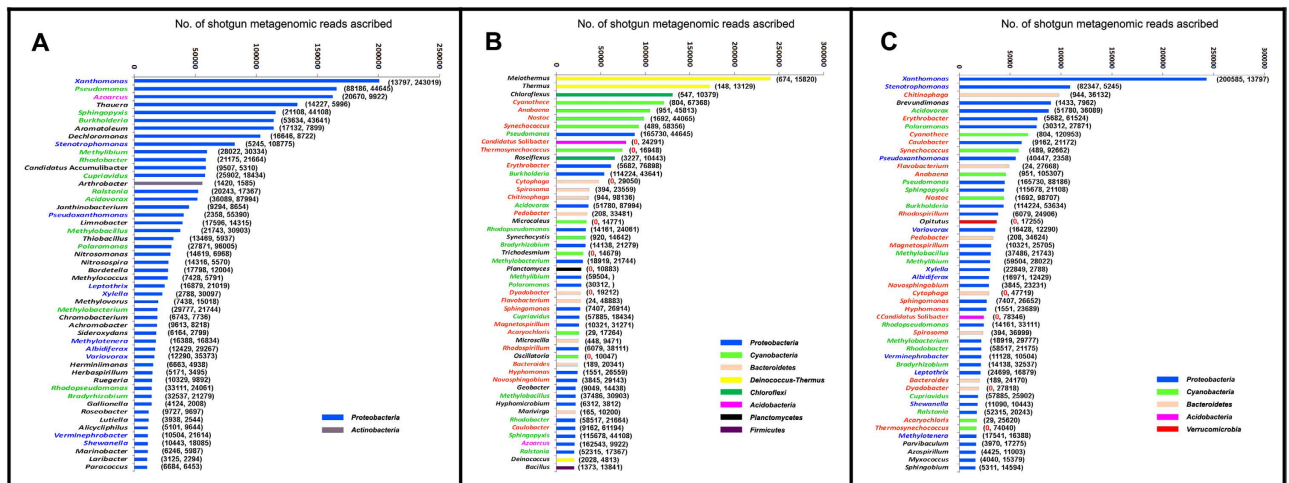 A
No. of shotgun metagenomic reads ascribed
0
50000
100000
150000
200000
250000
Xanthomonas (13797, 243019)
Pseudomonas (88186, 44645)
Azoarcus (20670, 9922)
Thauera (14227, 5996)
Sphingopyxis (21108, 44108)
Burkholderia (53634, 43641)
Aromatoleum (17132, 7899)
Dechloromonas (16646, 8722)
Stenotrophomonas (5245, 108775)
Methylibium (28022, 30334)
Rhodobacter (21175, 21664)
Candidatus Accumulibacter (9507, 5310)
Cupriavidus (25902, 18434)
Arthrobacter (1420, 1585)
Ralstonia (20243, 17367)
Acidovorax (36089, 87994)
Janthinobacterium (9294, 8654)
Pseudoxanthomonas (2358, 55390)
Limnobacter (17596, 14315)
Methylobacillus (21743, 30903)
Thiobacillus (13469, 5937)
Polaromonas (27871, 96005)
Nitrosomonas (14619, 6968)
Nitrosospira (14316, 5570)
Bordetella (17798, 12004)
Methylococcus (7428, 5791)
Leptothrix (16879, 21019)
Xylella (2788, 30097)
Methylovorus (7438, 15018)
Methylobacterium (29777, 21744)
Chromobacterium (6743, 7736)
Achromobacter (9613, 8218)
Sideroxydans (6164, 2799)
Methylotenera (16388, 16834)
Albidiferax (12429, 29267)
Variovorax (12290, 35373)
Herminiimonas (6663, 4938)
Herbaspirillum (5171, 3495)
Ruegeria (10329, 9892)
Rhodopseudomonas (33111, 24061)
Bradyrhizobium (32537, 21279)
Gallionella (4124, 2008)
Roseobacter (9727, 9697)
Lutiella (3938, 2544)
Alicycliphilus (5101, 9644)
Verminephrobacter (10504, 21614)
Shewanella (10443, 18085)
Marinobacter (6246, 5987)
Laribacter (3125, 2294)
Paracoccus (6684, 6453)
Proteobacteria
Actinobacteria
B
No. of shotgun metagenomic reads ascribed
0
50000
100000
150000
200000
250000
300000
Meiothermus (674, 15820)
Thermus (148, 13129)
Chloroflexus (547, 10379)
Cyanothece (804, 67368)
Anabaena (951, 45813)
Nostoc (1692, 44065)
Synechococcus (489, 58356)
Pseudomonas (165730, 44645)
Candidatus Solibacter (0, 24291)
Thermosynechococcus (0, 16948)
Roseiflexus (3227, 10443)
Erythrobacter (5682, 76898)
Burkholderia (114224, 43641)
Cytophaga (0, 29050)
Spirosoma (394, 23559)
Chitinophaga (944, 98136)
Acidovorax (51780, 87994)
Pedobacter (208, 33481)
Microcoleus (0, 14771)
Rhodopseudomonas (14161, 24061)
Synechocystis (920, 14642)
Bradyrhizobium (14138, 21279)
Trichodesmium (0, 14679)
Methylobacterium (18919, 21744)
Planctomyces (0, 10883)
Methylibium (59504, )
Polaromonas (30312, )
Dyadobacter (0, 19212)
Flavobacterium (24, 48883)
Sphingomonas (7407, 26914)
Cupriavidus (57885, 18434)
Magnetospirillum (10321, 31271)
Acaryochloris (29, 17264)
Microscilla (448, 9471)
Rhodospirillum (6079, 38111)
Oscillatoria (0, 10047)
Bacteroides (189, 20341)
Hyphomonas (1551, 26559)
Novosphingobium (3845, 29143)
Geobacter (9049, 14438)
Methylobacillus (37486, 30903)
Hyphomicrobium (6312, 3812)
Marivirga (165, 10200)
Rhodobacter (58517, 21664)
Caulobacter (9162, 61194)
Sphingopyxis (115678, 44108)
Azoarcus (162543, 9922)
Ralstonia (52315, 17367)
Deinococcus (2028, 4813)
Bacillus (1373, 13841)
Proteobacteria
Cyanobacteria
Bacteroidetes
Deinococcus-Thermus
Chloroflexi
Acidobacteria
Planctomycetes
Firmicutes
C
No. of shotgun metagenomic reads ascribed
0
50000
100000
150000
200000
250000
300000
Xanthomonas (200585, 13797)
Stenotrophomonas (82347, 5245)
Chitinophaga (944, 36132)
Brevundimonas (1433, 7962)
Acidovorax (51780, 36089)
Erythrobacter (5682, 61514)
Polaromonas (30312, 27871)
Cyanothece (804, 120953)
Caulobacter (9162, 21172)
Synechococcus (489, 92662)
Pseudoxanthomonas (40447, 2358)
Flavobacterium (24, 27668)
Anabaena (951, 105307)
Pseudomonas (165730, 88186)
Sphingopyxis (115678, 21108)
Nostoc (1692, 98707)
Burkholderia (114224, 53634)
Rhodospirillum (6079, 24906)
Opitutus (0, 17255)
Variovorax (16428, 12290)
Pedobacter (208, 34624)
Magnetospirillum (10321, 25705)
Methylobacillus (37486, 21743)
Methylibium (59504, 28022)
Xylella (22849, 2788)
Albidiferax (16971, 12429)
Novosphingobium (3845, 23231)
Cytophaga (0, 47719)
Sphingomonas (7407, 26652)
Hyphomonas (1551, 23689)
CCandidatus Solibacter (0, 78346)
Rhodopseudomonas (14161, 33111)
Spirosoma (394, 36999)
Methylobacterium (18919, 29777)
Rhodobacter (58517, 21175)
Verminephrobacter (11128, 10504)
Bradyrhizobium (14138, 32537)
Leptothrix (24699, 16879)
Bacteroides (189, 24170)
Dyadobacter (0, 27818)
Cupriavidus (57885, 25902)
Shewanella (11090, 10443)
Ralstonia (52315, 20243)
Acaryochloris (29, 25620)
Thermosynechococcus (0, 74040)
Methylotenera (17541, 16388)
Parvibaculum (3970, 17275)
Azospirillum (4425, 11003)
Myxococcus (4040, 15379)
Sphingobium (5311, 14594)
Proteobacteria
Cyanobacteria
Bacteroidetes
Acidobacteria
Verrucomicrobia